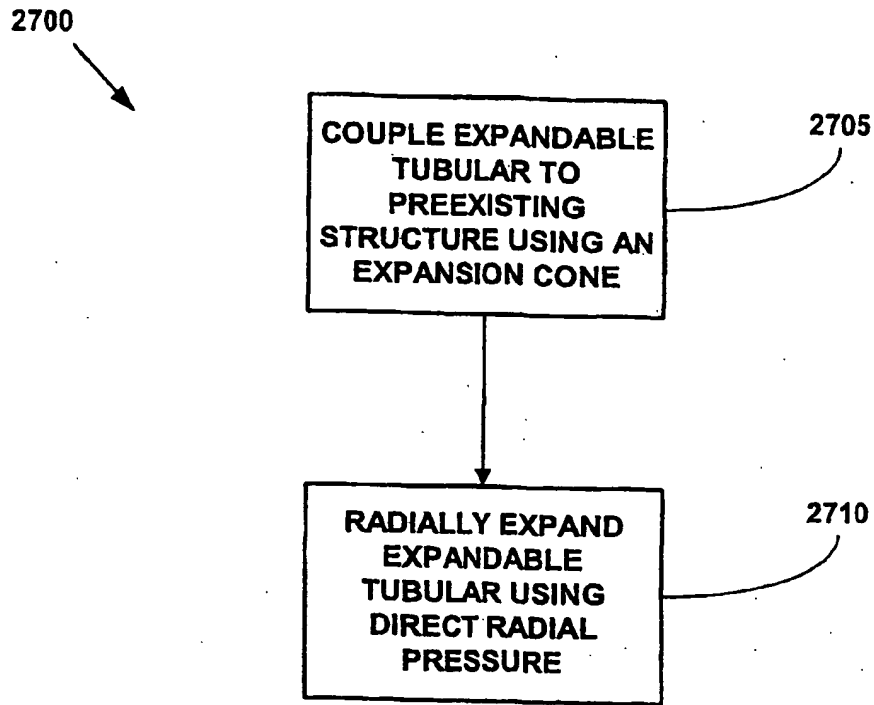 2700
COUPLE EXPANDABLE
TUBULAR TO
PREEXISTING
STRUCTURE USING AN
EXPANSION CONE
2705
RADIALLY EXPAND
EXPANDABLE
TUBULAR USING
DIRECT RADIAL
PRESSURE
2710